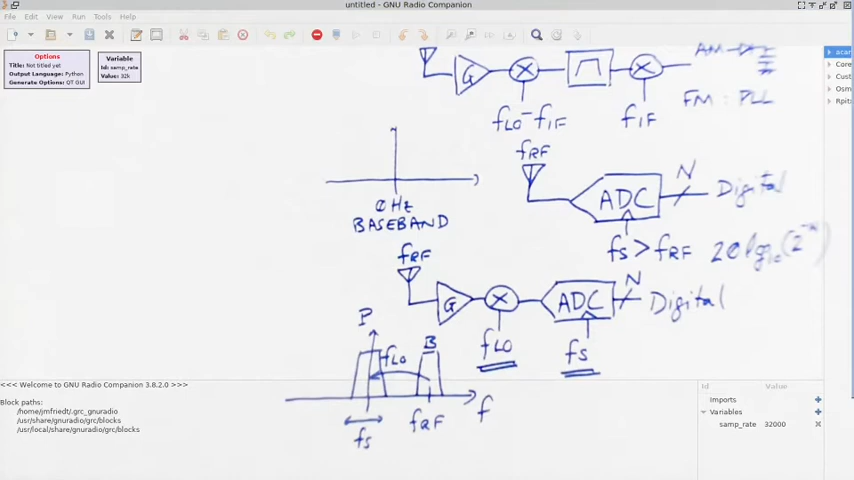 untitled - GNU Radio Companion
File Edit View Run Tools Help
Options
Title: Not titled yet
Output Language: Python
Generate Options: QT GUI
Variable
Id: samp_rate
Value: 32k
acar
Core
Cust
Osm
Rpit
G
AM
fLO-fIF
fIF
FM : PLL
fRF
0Hz
BASEBAND
ADC
N
Digital
fs > fRF 20log10(2^-N)
fRF
G
ADC
N
Digital
fLO
fs
P
fLO
B
fs
fRF
f
<<< Welcome to GNU Radio Companion 3.8.2.0 >>>
Block paths:
/home/jmfriedt/.grc_gnuradio
/usr/share/gnuradio/grc/blocks
/usr/local/share/gnuradio/grc/blocks
Id Value
Imports
Variables
samp_rate 32000